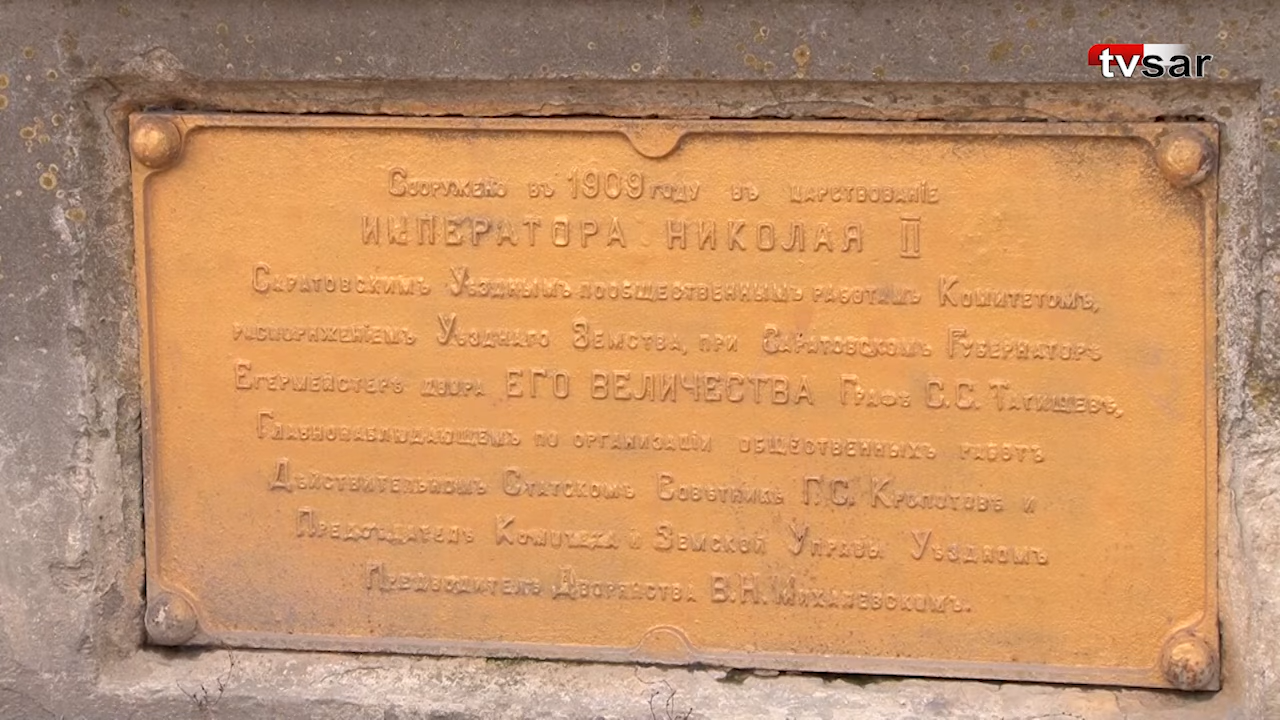 tvsar
Сооружено въ 1909 году въ царствованіе
ИМПЕРАТОРА НИКОЛАЯ II
Саратовскимъ Уѣзднымъ по общественнымъ работамъ Комитетомъ,
распоряженіемъ Уѣзднаго Земства, при Саратовскомъ Губернаторѣ
Егермейстерѣ двора ЕГО ВЕЛИЧЕСТВА Графѣ С.С. Татищевѣ,
Главнонаблюдающемъ по организаціи общественныхъ работъ
Дѣйствительномъ Статскомъ Совѣтникѣ П.С. Кропотовѣ и
Предсѣдателѣ Комитета и Земской Управы Уѣздномъ
Предводителѣ Дворянства В.Н. Михалевскомъ.